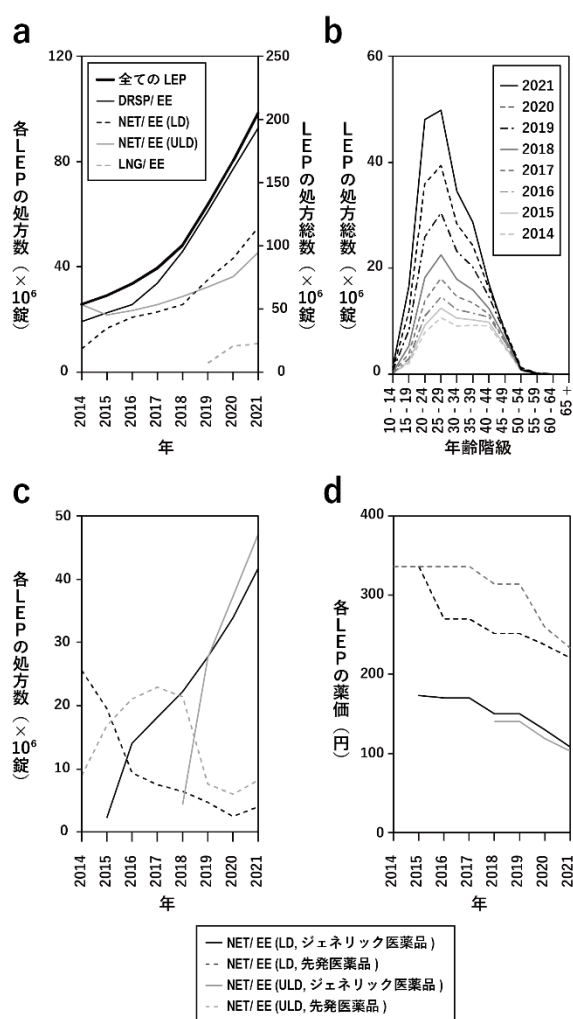 a
120
80
40
0
250
200
150
100
50
0
全てのLEP
DRSP/ EE
NET/ EE (LD)
NET/ EE (ULD)
LNG/ EE
各LEPの処方数（×10⁶錠）
LEPの処方総数（×10⁶錠）
2014
2015
2016
2017
2018
2019
2020
2021
年
b
60
40
20
0
2021
2020
2019
2018
2017
2016
2015
2014
LEPの処方総数（×10⁶錠）
10 - 14
15 - 19
20 - 24
25 - 29
30 - 34
35 - 39
40 - 44
45 - 49
50 - 54
55 - 59
60 - 64
65 +
年齢階級
c
50
40
30
20
10
0
各LEPの処方数（×10⁶錠）
2014
2015
2016
2017
2018
2019
2020
2021
年
d
400
300
200
100
0
各LEPの薬価（円）
2014
2015
2016
2017
2018
2019
2020
2021
年
NET/ EE (LD, ジェネリック医薬品 )
NET/ EE (LD, 先発医薬品 )
NET/ EE (ULD, ジェネリック医薬品 )
NET/ EE (ULD, 先発医薬品 )